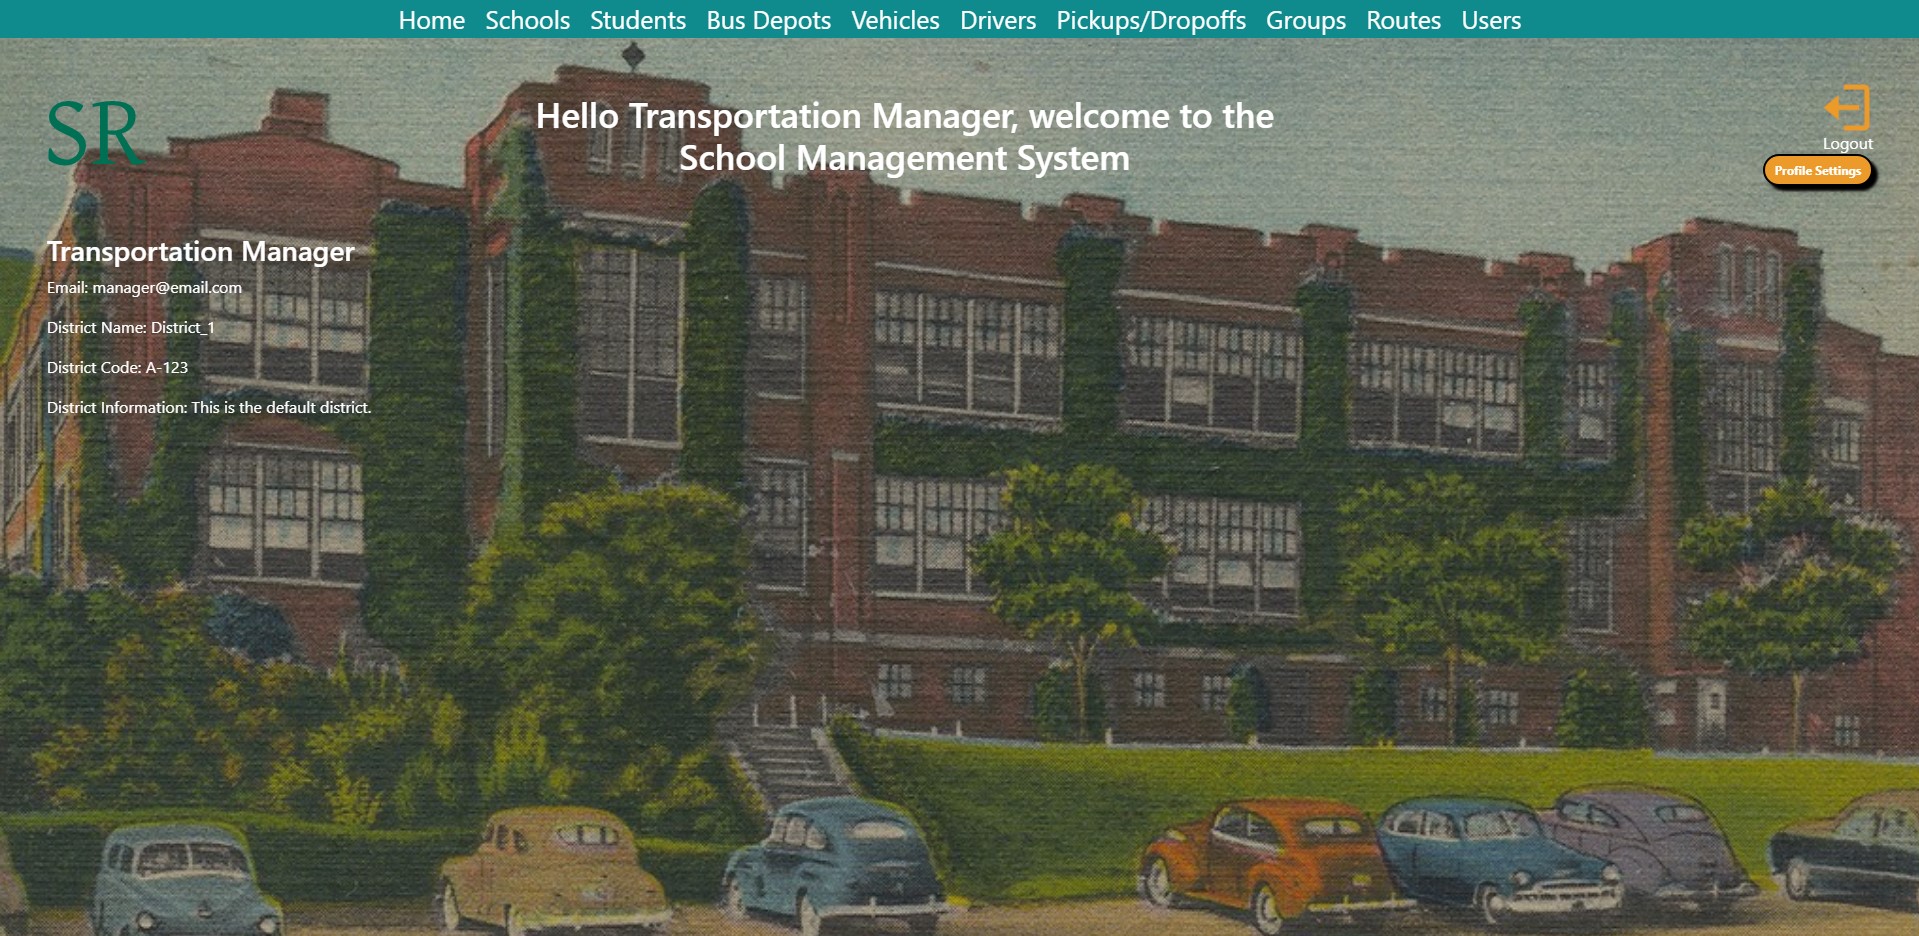 Home Schools Students Bus Depots Vehicles Drivers Pickups/Dropoffs Groups Routes Users
SR
Hello Transportation Manager, welcome to the
School Management System
Logout
Profile Settings
Transportation Manager
Email: manager@email.com
District Name: District_1
District Code: A-123
District Information: This is the default district.